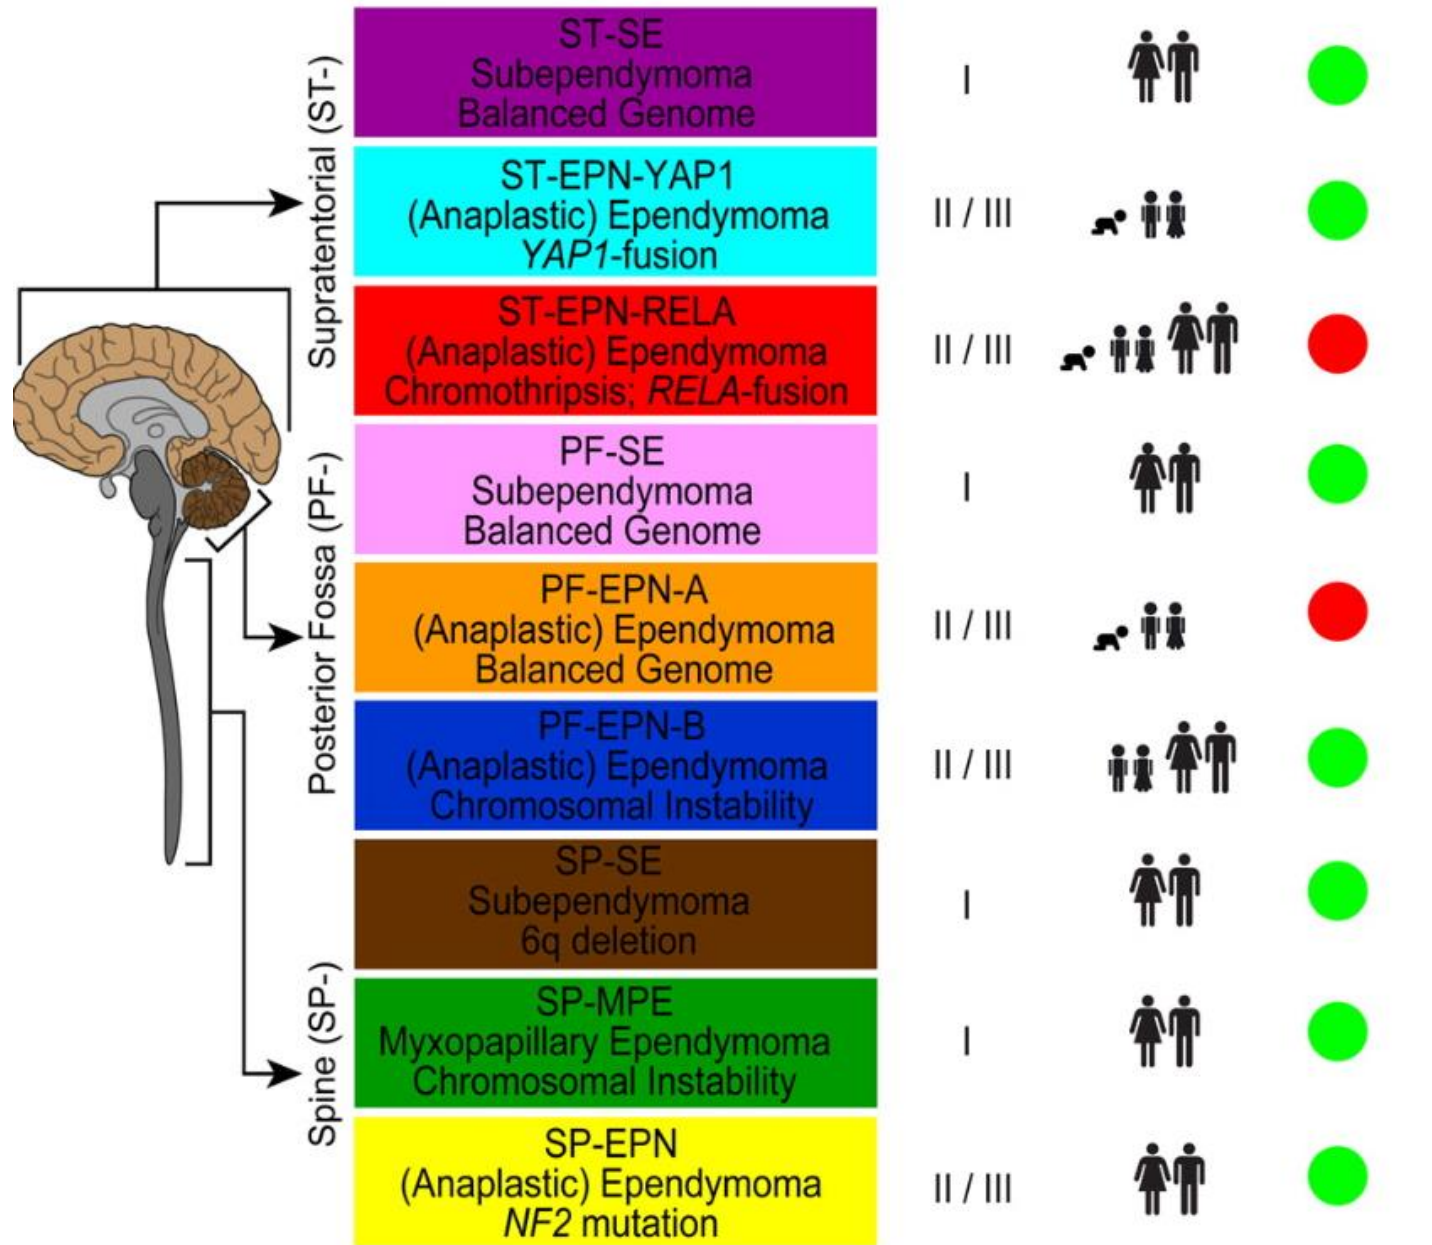 Supratentorial (ST-)
ST-SE
Subependymoma
Balanced Genome
I
ST-EPN-YAP1
(Anaplastic) Ependymoma
YAP1-fusion
II / III
ST-EPN-RELA
(Anaplastic) Ependymoma
Chromothripsis; RELA-fusion
II / III
Posterior Fossa (PF-)
PF-SE
Subependymoma
Balanced Genome
I
PF-EPN-A
(Anaplastic) Ependymoma
Balanced Genome
II / III
PF-EPN-B
(Anaplastic) Ependymoma
Chromosomal Instability
II / III
Spine (SP-)
SP-SE
Subependymoma
6q deletion
I
SP-MPE
Myxopapillary Ependymoma
Chromosomal Instability
I
SP-EPN
(Anaplastic) Ependymoma
NF2 mutation
II / III